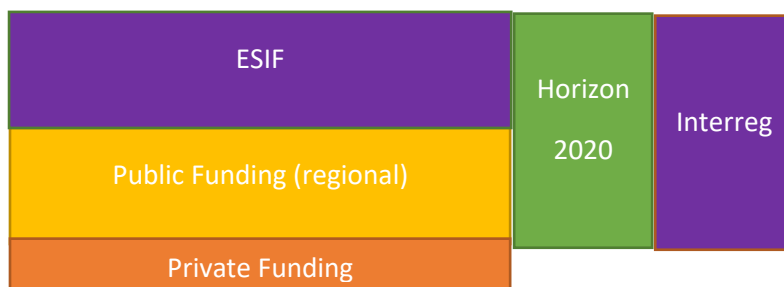 ESIF
Public Funding (regional)
Private Funding
Horizon
2020
Interreg